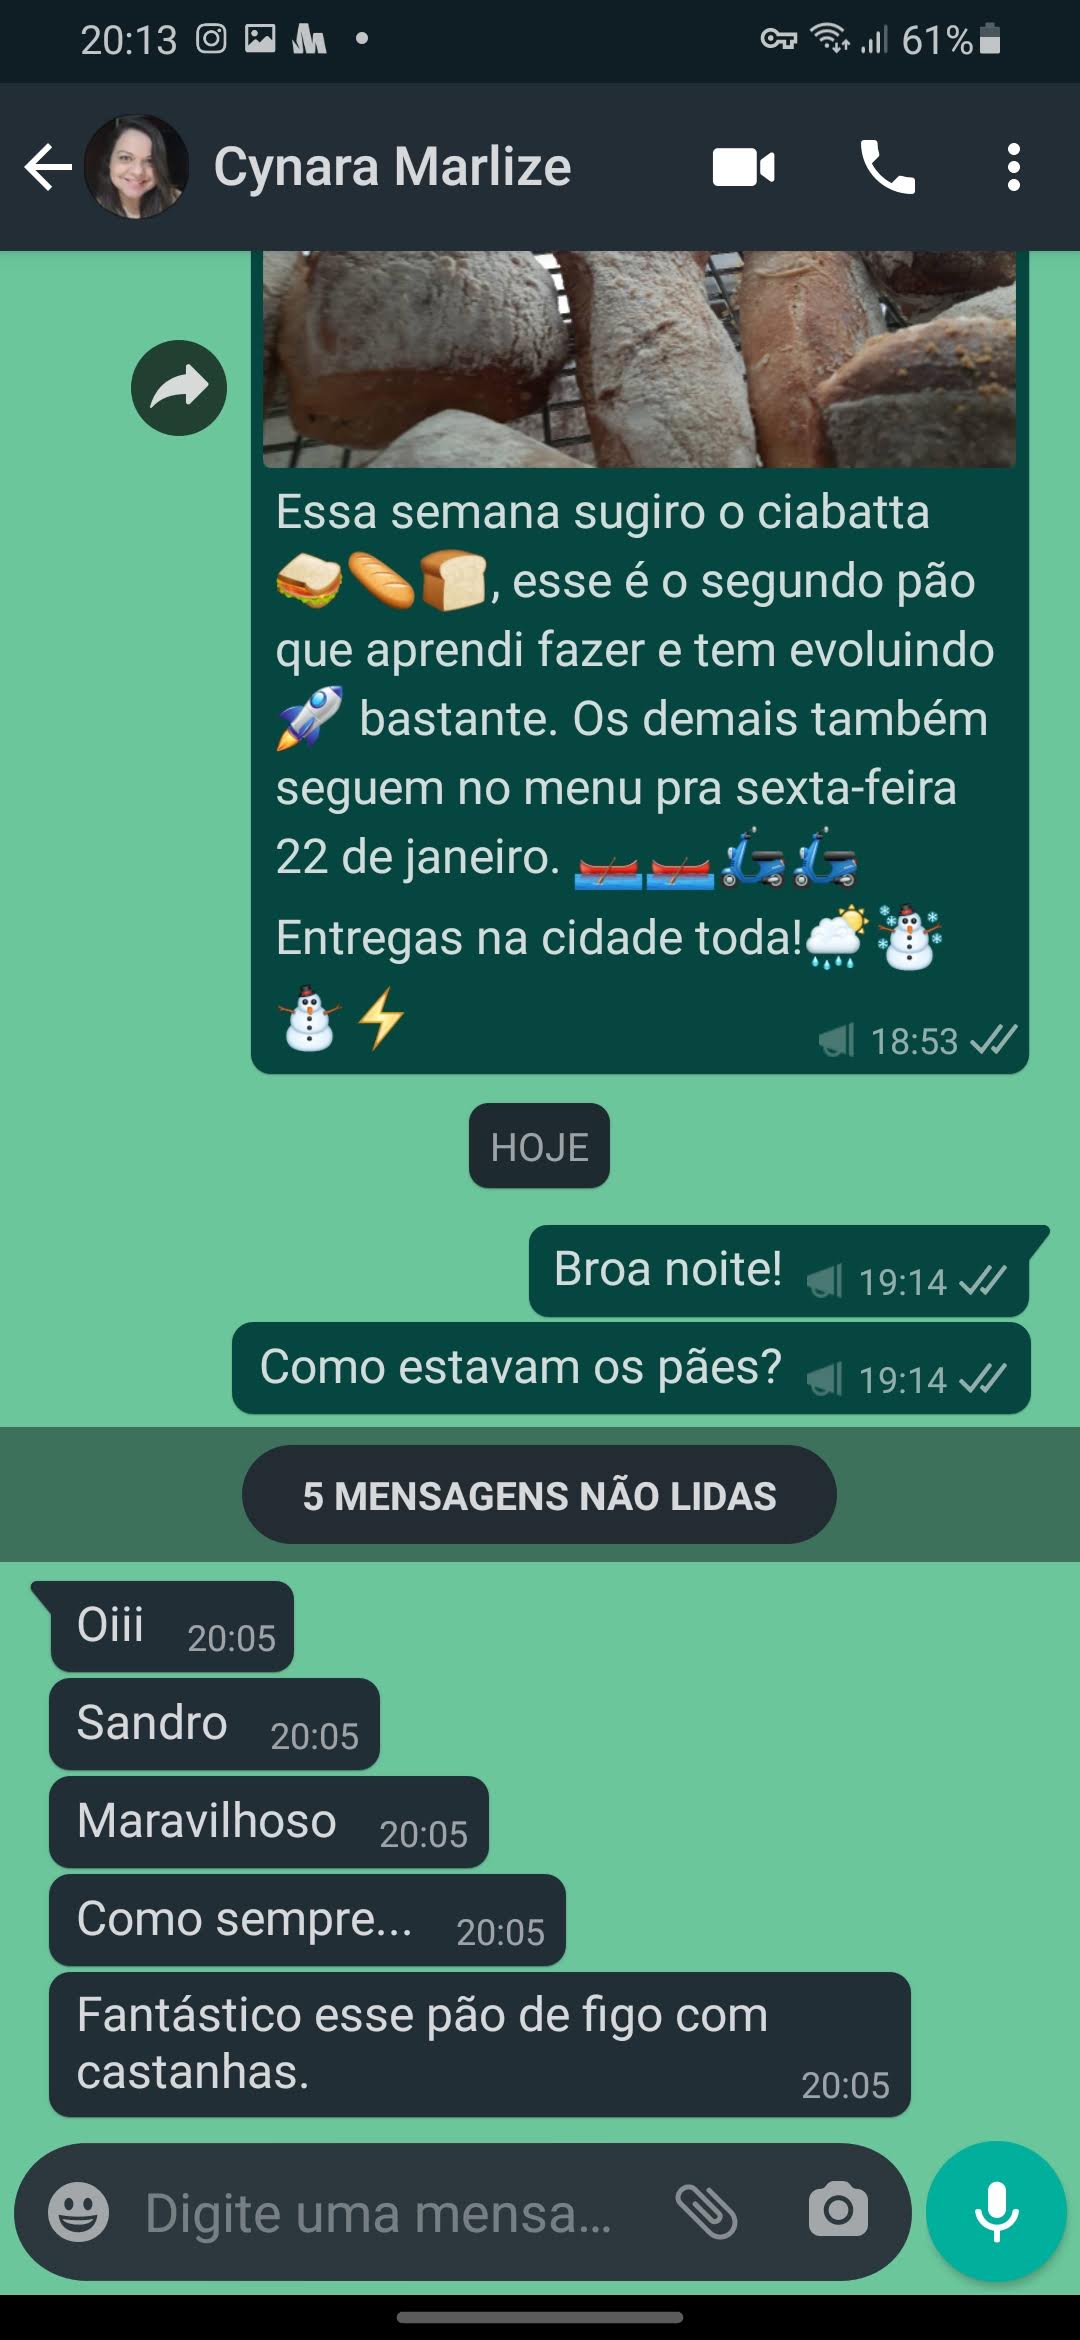 20:13
61%
Cynara Marlize
Essa semana sugiro o ciabatta
🥪🥖🍞, esse é o segundo pão
que aprendi fazer e tem evoluindo
🚀 bastante. Os demais também
seguem no menu pra sexta-feira
22 de janeiro. 🛶🛶🛵🛵
Entregas na cidade toda!🌦☃
⛄⚡
18:53
HOJE
Broa noite! 19:14
Como estavam os pães? 19:14
5 MENSAGENS NÃO LIDAS
Oiii 20:05
Sandro 20:05
Maravilhoso 20:05
Como sempre... 20:05
Fantástico esse pão de figo com
castanhas. 20:05
Digite uma mensa...